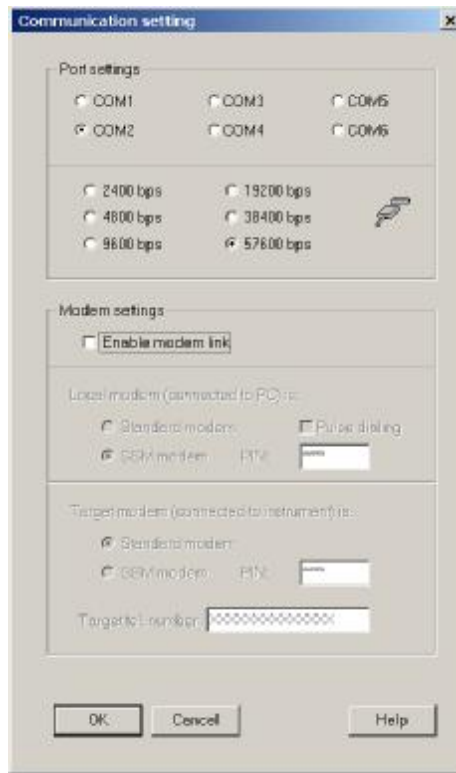 Communication setting
Port settings
COM1 COM3 COM5
COM2 COM4 COM6
2400 bps 19200 bps
4800 bps 38400 bps
9600 bps 57600 bps
Modem settings
Enable modem link
Local modem (connected to PC) is:
Standard modem Pulse dialing
GSM modem PIN:
Target modem (connected to instrument) is:
Standard modem
GSM modem PIN:
Target tel. number:
OK Cancel Help